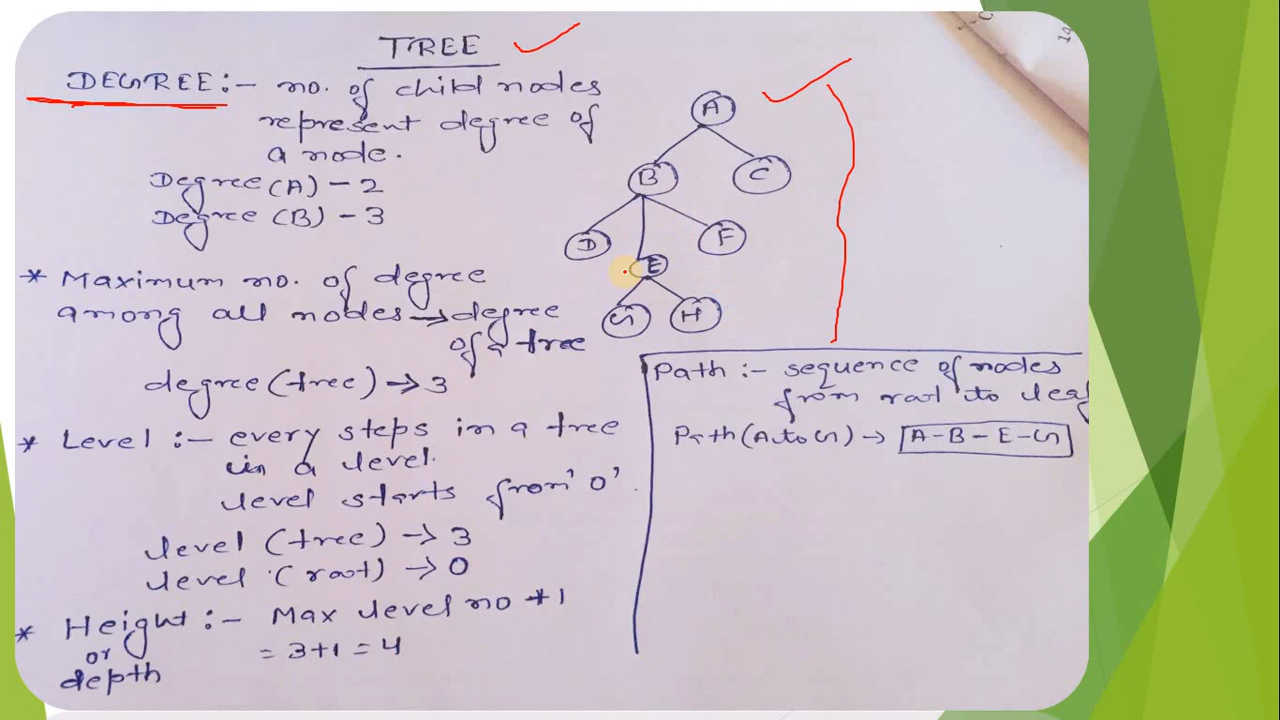 TREE
DEGREE:- no. of child nodes
represent degree of
a node.
Degree (A) - 2
Degree (B) - 3
* Maximum no. of degree
among all nodes → degree
of a tree
degree (tree) → 3
* Level :- every steps in a tree
in a level.
level starts from '0'.
level (tree) → 3
level (root) → 0
* Height :- Max level no + 1
or
= 3+1 = 4
depth
A
B
C
D
E
F
G
H
Path :- sequence of nodes
from root to leaf
Path (A to G) → A-B-E-G
14